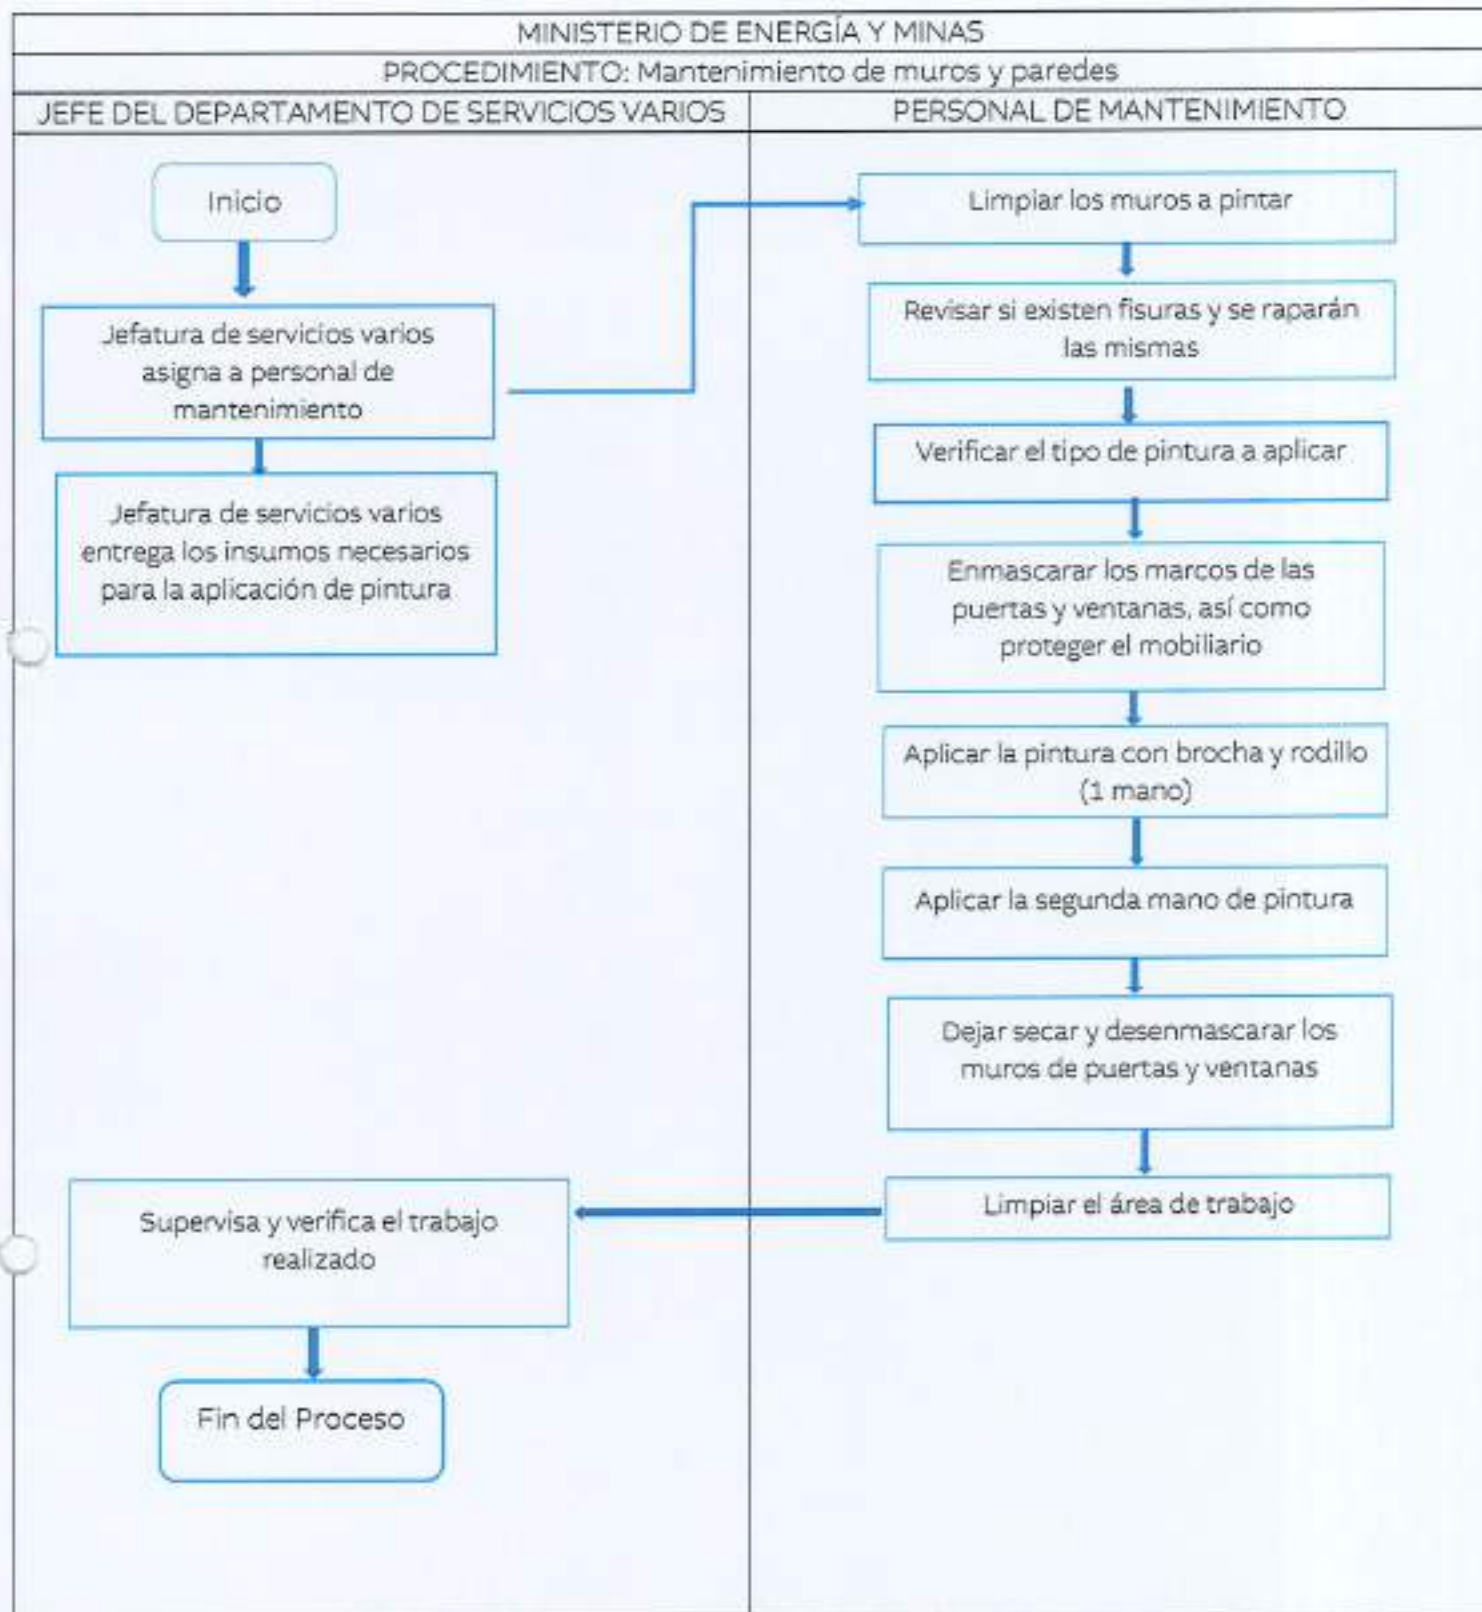 MINISTERIO DE ENERGÍA Y MINAS
PROCEDIMIENTO: Mantenimiento de muros y paredes
JEFE DEL DEPARTAMENTO DE SERVICIOS VARIOS
PERSONAL DE MANTENIMIENTO
Inicio
Jefatura de servicios varios
asigna a personal de
mantenimiento
Jefatura de servicios varios
entrega los insumos necesarios
para la aplicación de pintura
Limpiar los muros a pintar
Revisar si existen fisuras y se raparán
las mismas
Verificar el tipo de pintura a aplicar
Enmascarar los marcos de las
puertas y ventanas, así como
proteger el mobiliario
Aplicar la pintura con brocha y rodillo
(1 mano)
Aplicar la segunda mano de pintura
Dejar secar y desenmascarar los
muros de puertas y ventanas
Limpiar el área de trabajo
Supervisa y verifica el trabajo
realizado
Fin del Proceso